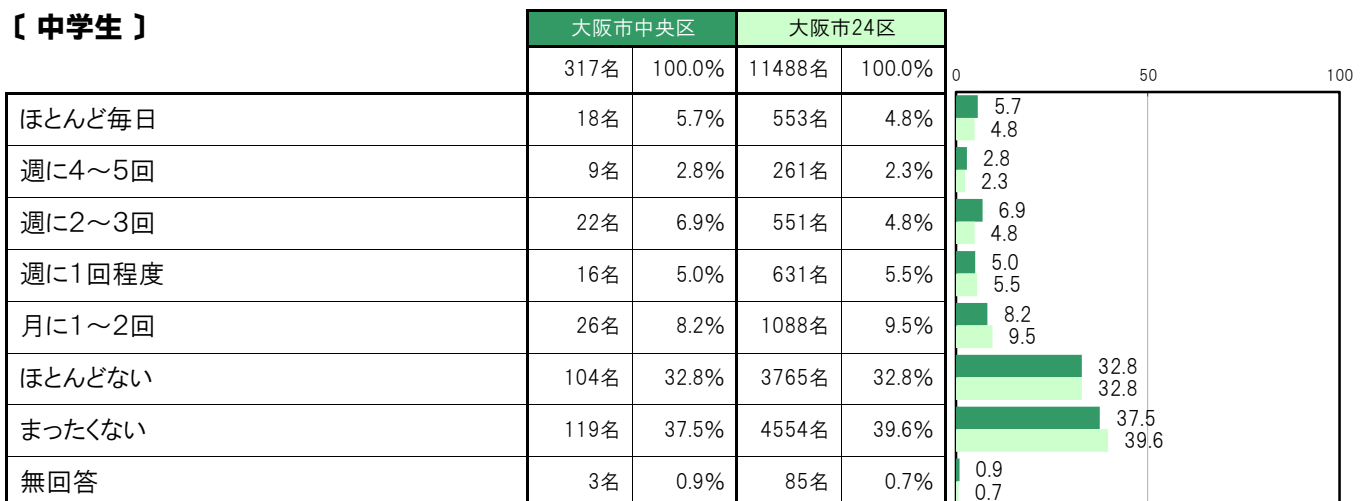 〔 中学生 〕
大阪市中央区 大阪市24区
317名 100.0% 11488名 100.0%
0 50 100
ほとんど毎日 18名 5.7% 553名 4.8%
5.7
4.8
週に4～5回 9名 2.8% 261名 2.3%
2.8
2.3
週に2～3回 22名 6.9% 551名 4.8%
6.9
4.8
週に1回程度 16名 5.0% 631名 5.5%
5.0
5.5
月に1～2回 26名 8.2% 1088名 9.5%
8.2
9.5
ほとんどない 104名 32.8% 3765名 32.8%
32.8
32.8
まったくない 119名 37.5% 4554名 39.6%
37.5
39.6
無回答 3名 0.9% 85名 0.7%
0.9
0.7